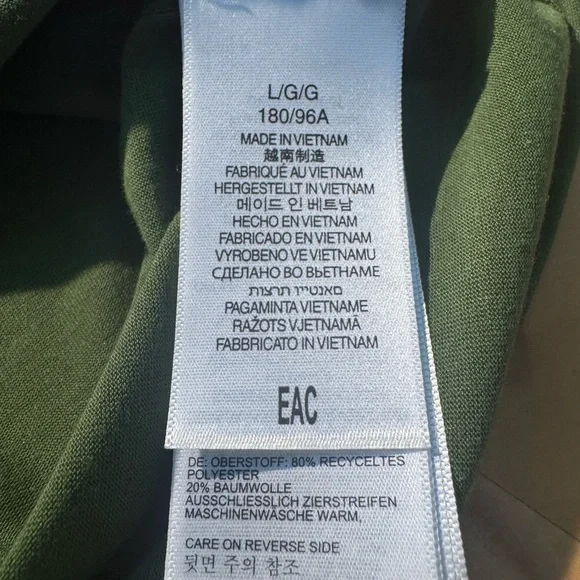 L/G/G
180/96A
MADE IN VIETNAM
越南制造
FABRIQUÉ AU VIETNAM
HERGESTELLT IN VIETNAM
메이드 인 베트남
HECHO EN VIETNAM
FABRICADO EN VIETNAM
VYROBENO VE VIETNAMU
СДЕЛАНО ВО ВЬЕТНАМЕ
תוצרת וייטנאם
PAGAMINTA VIETNAME
RAŽOTS VJETNAMĀ
FABBRICATO IN VIETNAM
EAC
DE: OBERSTOFF: 80% RECYCELTES
POLYESTER
20% BAUMWOLLE
AUSSCHLIESSLICH ZIERSTREIFEN
MASCHINENWÄSCHE WARM,
CARE ON REVERSE SIDE
뒷면 주의 참조